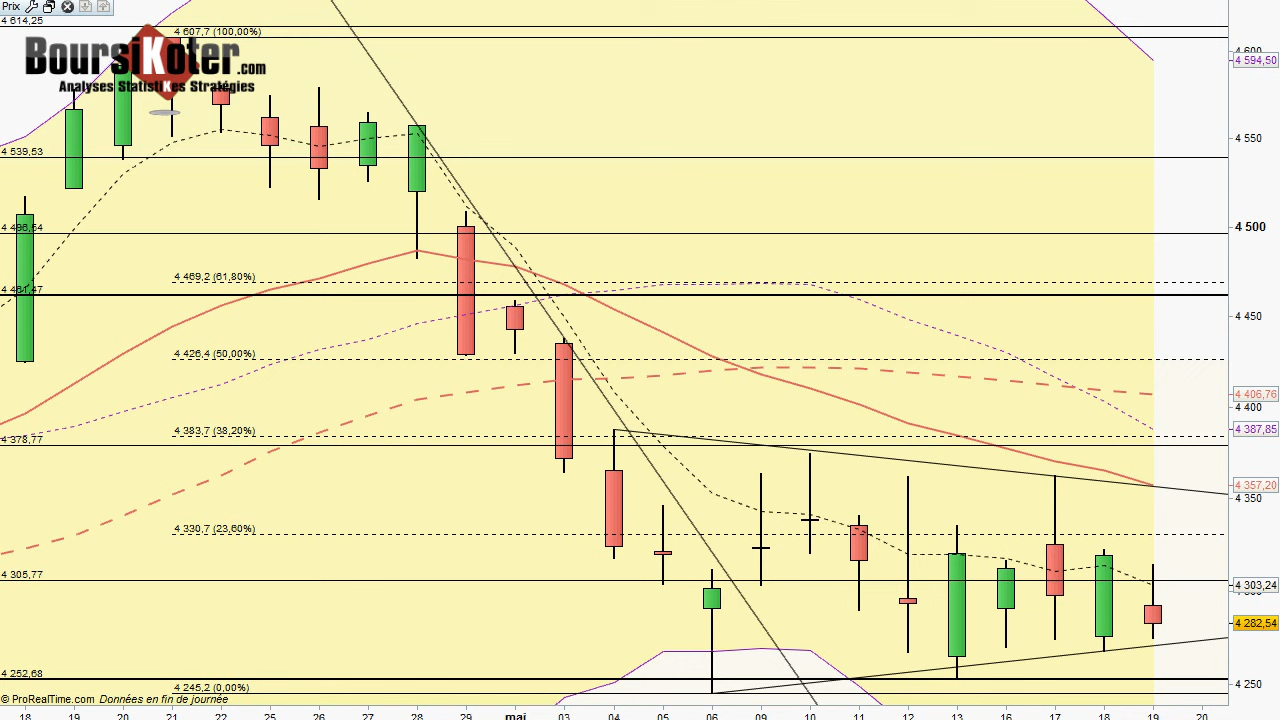 Prix
4 614,25
4 607,7 (100,00%)
BoursiKoter.com
Analyses StatistiKes Stratégies
4 594,50
4 550
4 539,53
4 500
4 469,2 (61,80%)
4 461,47
4 450
4 426,4 (50,00%)
4 406,76
4 400
4 387,85
4 383,7 (38,20%)
4 378,77
4 357,20
4 350
4 330,7 (23,60%)
4 305,77
4 303,24
4 282,54
4 252,68
4 250
4 245,2 (0,00%)
© ProRealTime.com Données en fin de journée
18 19 20 21 22 25 26 27 28 29 mai 03 04 05 06 09 10 11 12 13 16 17 18 19 20